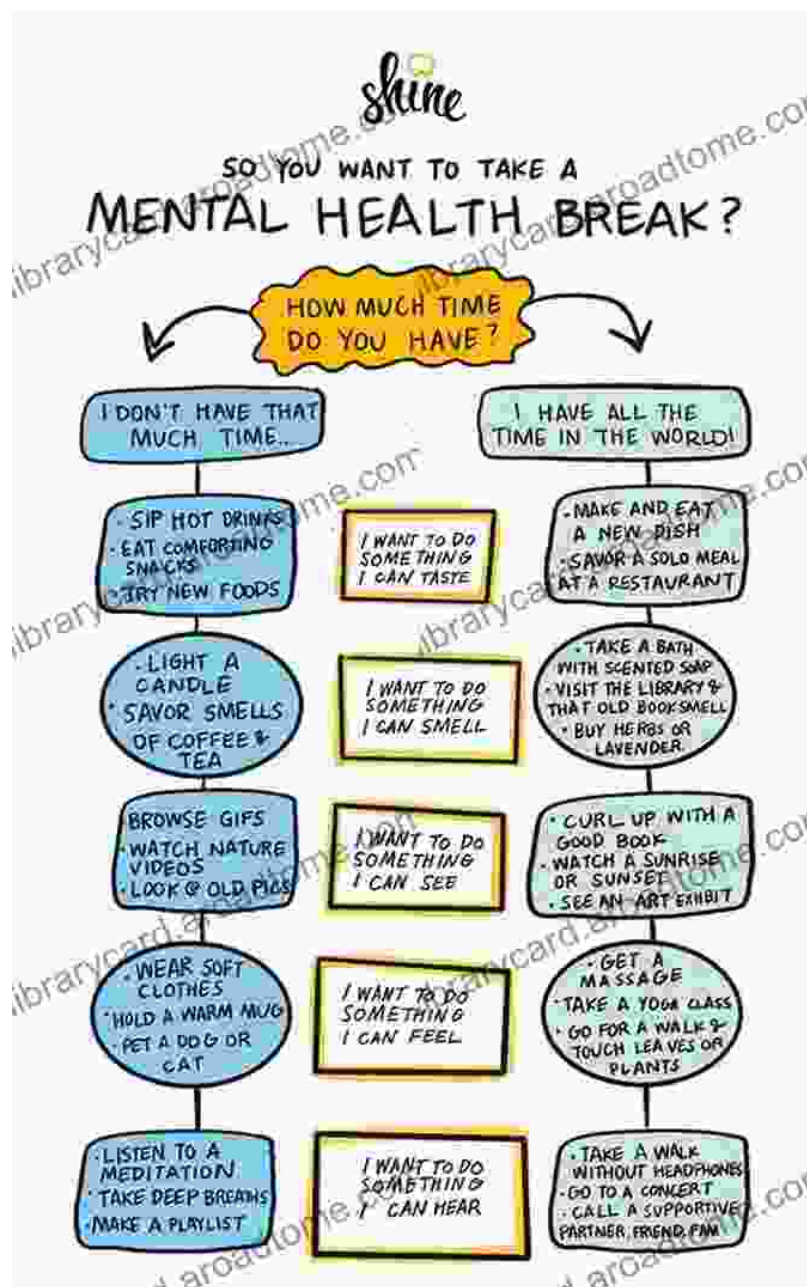 shine
SO YOU WANT TO TAKE A
MENTAL HEALTH BREAK?
HOW MUCH TIME
DO YOU HAVE?
I DON'T HAVE THAT
MUCH TIME..
I HAVE ALL THE
TIME IN THE WORLD!
• SIP HOT DRINKS
• EAT COMFORTING
SNACKS
• TRY NEW FOODS
I WANT TO DO
SOMETHING
I CAN TASTE
• MAKE AND EAT
A NEW DISH
• SAVOR A SOLO MEAL
AT A RESTAURANT
• LIGHT A
CANDLE
• SAVOR SMELLS
OF COFFEE &
TEA
I WANT TO DO
SOMETHING
I CAN SMELL
• TAKE A BATH
WITH SCENTED SOAP
• VISIT THE LIBRARY &
THAT OLD BOOK SMELL
• BUY HERBS OR
LAVENDER
BROWSE GIFS
• WATCH NATURE
VIDEOS
• LOOK @ OLD PICS
I WANT TO DO
SOMETHING
I CAN SEE
• CURL UP WITH A
GOOD BOOK
• WATCH A SUNRISE
OR SUNSET
• SEE AN ART EXHIBIT
• WEAR SOFT
CLOTHES
• HOLD A WARM MUG
• PET A DOG OR
CAT
I WANT TO DO
SOMETHING
I CAN FEEL
• GET A
MASSAGE
• TAKE A YOGA CLASS
• GO FOR A WALK &
TOUCH LEAVES OR
PLANTS
• LISTEN TO A
MEDITATION
• TAKE DEEP BREATHS
• MAKE A PLAYLIST
I WANT TO DO
SOMETHING
I CAN HEAR
• TAKE A WALK
WITHOUT HEADPHONES
• GO TO A CONCERT
• CALL A SUPPORTIVE
PARTNER, FRIEND, FAM
librarycard.aroadtome.com